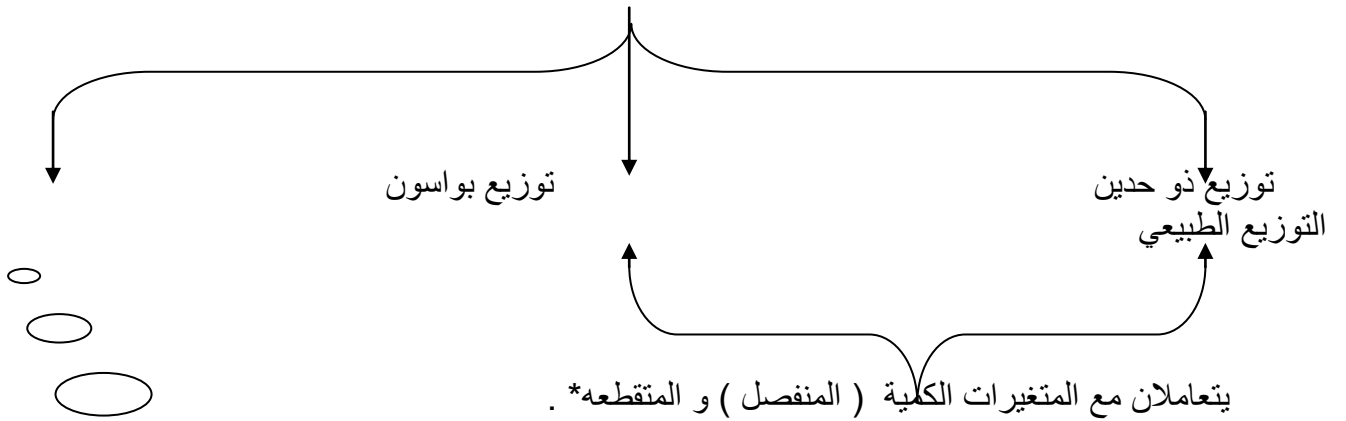 توزيع ذو حدين توزيع بواسون
التوزيع الطبيعي
يتعاملان مع المتغيرات الكمية ( المنفصل ) و المتقطعه* .